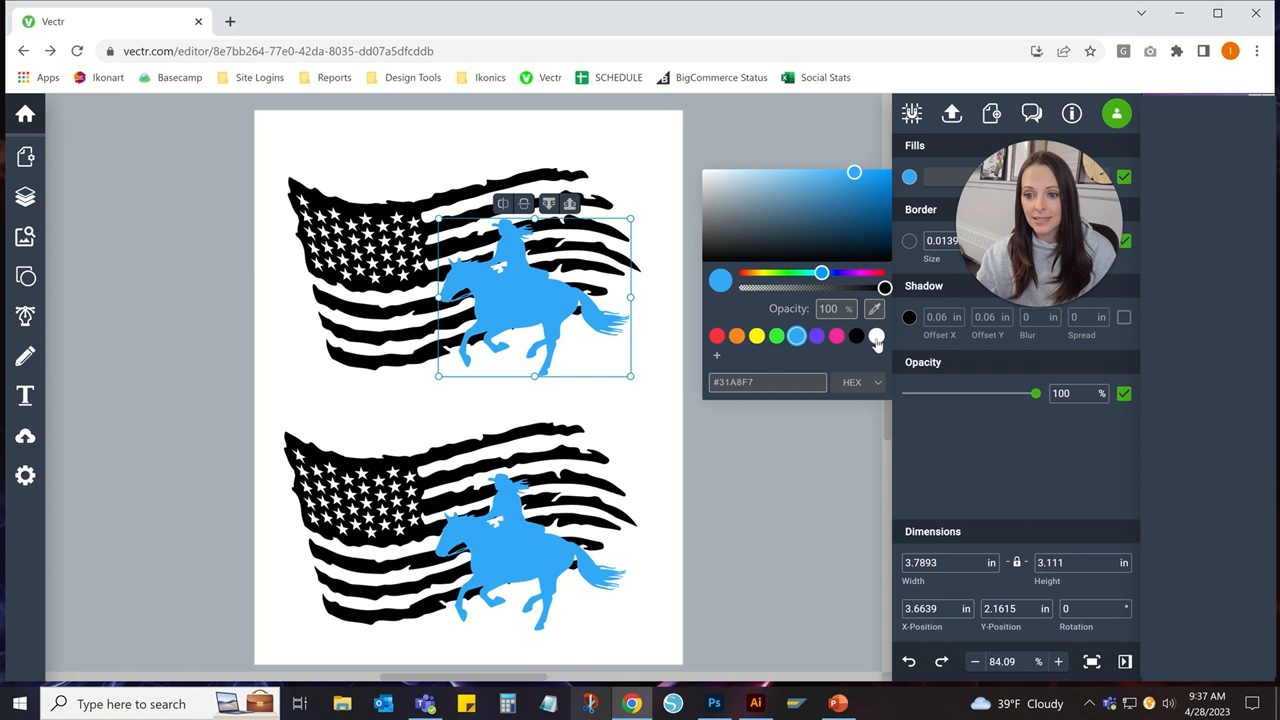 Vectr
vectr.com/editor/8e7bb264-77e0-42da-8035-dd07a5dfcddb
G
I
Apps
Ikonart
Basecamp
Site Logins
Reports
Design Tools
Ikonics
Vectr
SCHEDULE
BigCommerce Status
Social Stats
Fills
Border
0.0139
Size
Shadow
0.06 in
0.06 in
0 in
0 in
Offset X
Offset Y
Blur
Spread
Opacity
100 %
Opacity: 100 %
#31A8F7
HEX
Dimensions
3.7893 in
3.111 in
Width
Height
3.6639 in
2.1615 in
0 °
X-Position
Y-Position
Rotation
84.09 %
Type here to search
Ps
Ai
39°F Cloudy
9:37 AM
4/28/2023